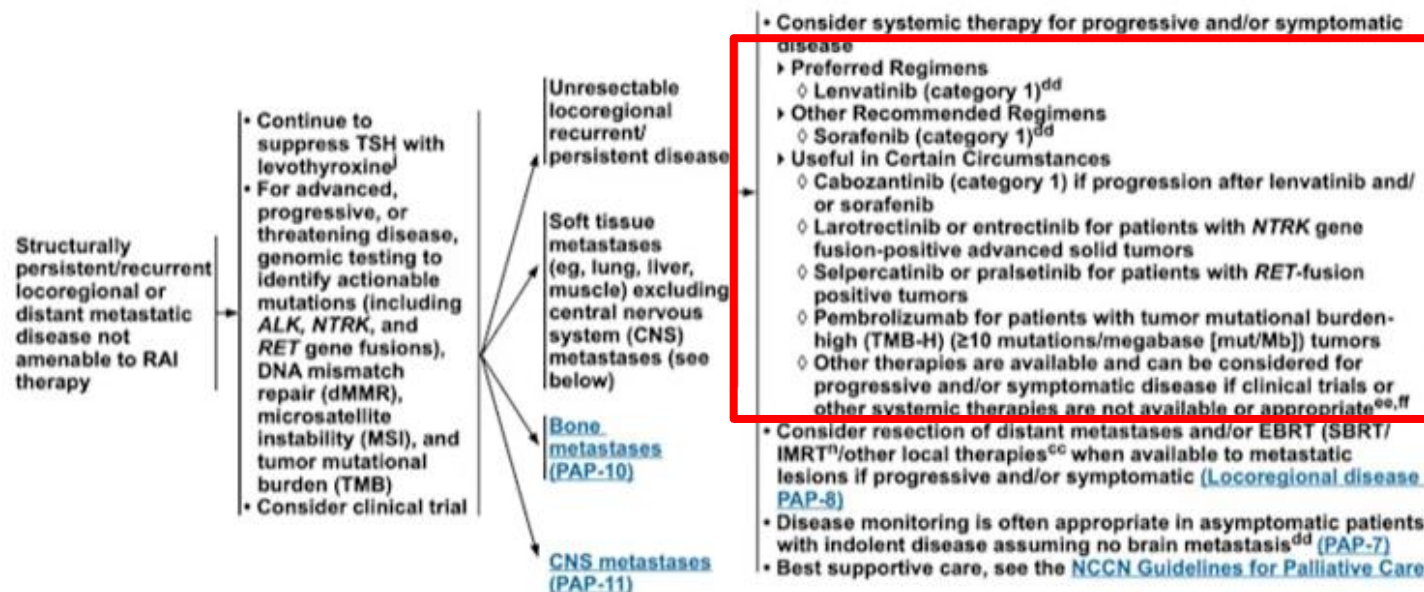 Structurally
persistent/recurrent
locoregional or
distant metastatic
disease not
amenable to RAI
therapy
• Continue to
suppress TSH with
levothyroxineʲ
• For advanced,
progressive, or
threatening disease,
genomic testing to
identify actionable
mutations (including
ALK, NTRK, and
RET gene fusions),
DNA mismatch
repair (dMMR),
microsatellite
instability (MSI), and
tumor mutational
burden (TMB)
• Consider clinical trial
Unresectable
locoregional
recurrent/
persistent disease
Soft tissue
metastases
(eg, lung, liver,
muscle) excluding
central nervous
system (CNS)
metastases (see
below)
Bone
metastases
(PAP-10)
CNS metastases
(PAP-11)
• Consider systemic therapy for progressive and/or symptomatic
disease
▸ Preferred Regimens
◊ Lenvatinib (category 1)ᵈᵈ
▸ Other Recommended Regimens
◊ Sorafenib (category 1)ᵈᵈ
▸ Useful in Certain Circumstances
◊ Cabozantinib (category 1) if progression after lenvatinib and/
or sorafenib
◊ Larotrectinib or entrectinib for patients with NTRK gene
fusion-positive advanced solid tumors
◊ Selpercatinib or pralsetinib for patients with RET-fusion
positive tumors
◊ Pembrolizumab for patients with tumor mutational burden-
high (TMB-H) (≥10 mutations/megabase [mut/Mb]) tumors
◊ Other therapies are available and can be considered for
progressive and/or symptomatic disease if clinical trials or
other systemic therapies are not available or appropriateᵉᵉ,ᶠᶠ
• Consider resection of distant metastases and/or EBRT (SBRT/
IMRTⁿ/other local therapiesᶜᶜ when available to metastatic
lesions if progressive and/or symptomatic (Locoregional disease
PAP-8)
• Disease monitoring is often appropriate in asymptomatic patients
with indolent disease assuming no brain metastasisᵈᵈ (PAP-7)
• Best supportive care, see the NCCN Guidelines for Palliative Care